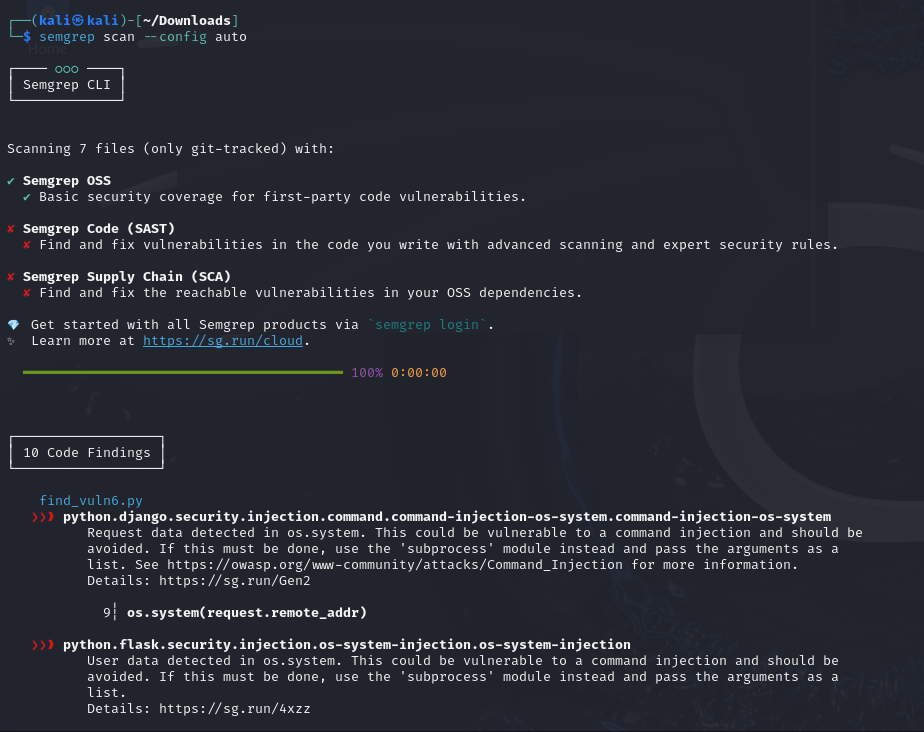 (kali㉿kali)-[~/Downloads]
$ semgrep scan --config auto
Home
ooo
Semgrep CLI
Scanning 7 files (only git-tracked) with:
✔ Semgrep OSS
✔ Basic security coverage for first-party code vulnerabilities.
✘ Semgrep Code (SAST)
✘ Find and fix vulnerabilities in the code you write with advanced scanning and expert security rules.
✘ Semgrep Supply Chain (SCA)
✘ Find and fix the reachable vulnerabilities in your OSS dependencies.
💎 Get started with all Semgrep products via `semgrep login`.
✨ Learn more at https://sg.run/cloud.
100% 0:00:00
10 Code Findings
find_vuln6.py
❯❯❱ python.django.security.injection.command.command-injection-os-system.command-injection-os-system
Request data detected in os.system. This could be vulnerable to a command injection and should be
avoided. If this must be done, use the 'subprocess' module instead and pass the arguments as a
list. See https://owasp.org/www-community/attacks/Command_Injection for more information.
Details: https://sg.run/Gen2
9┆ os.system(request.remote_addr)
❯❯❱ python.flask.security.injection.os-system-injection.os-system-injection
User data detected in os.system. This could be vulnerable to a command injection and should be
avoided. If this must be done, use the 'subprocess' module instead and pass the arguments as a
list.
Details: https://sg.run/4xzz